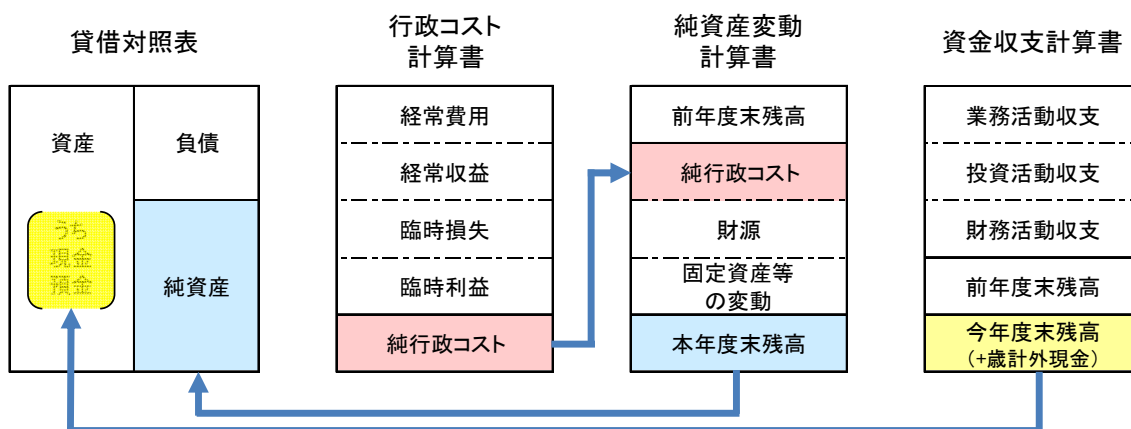 貸借対照表
資産
負債
うち
現金
預金
純資産
行政コスト
計算書
経常費用
経常収益
臨時損失
臨時利益
純行政コスト
純資産変動
計算書
前年度末残高
純行政コスト
財源
固定資産等
の変動
本年度末残高
資金収支計算書
業務活動収支
投資活動収支
財務活動収支
前年度末残高
今年度末残高
(+歳計外現金)